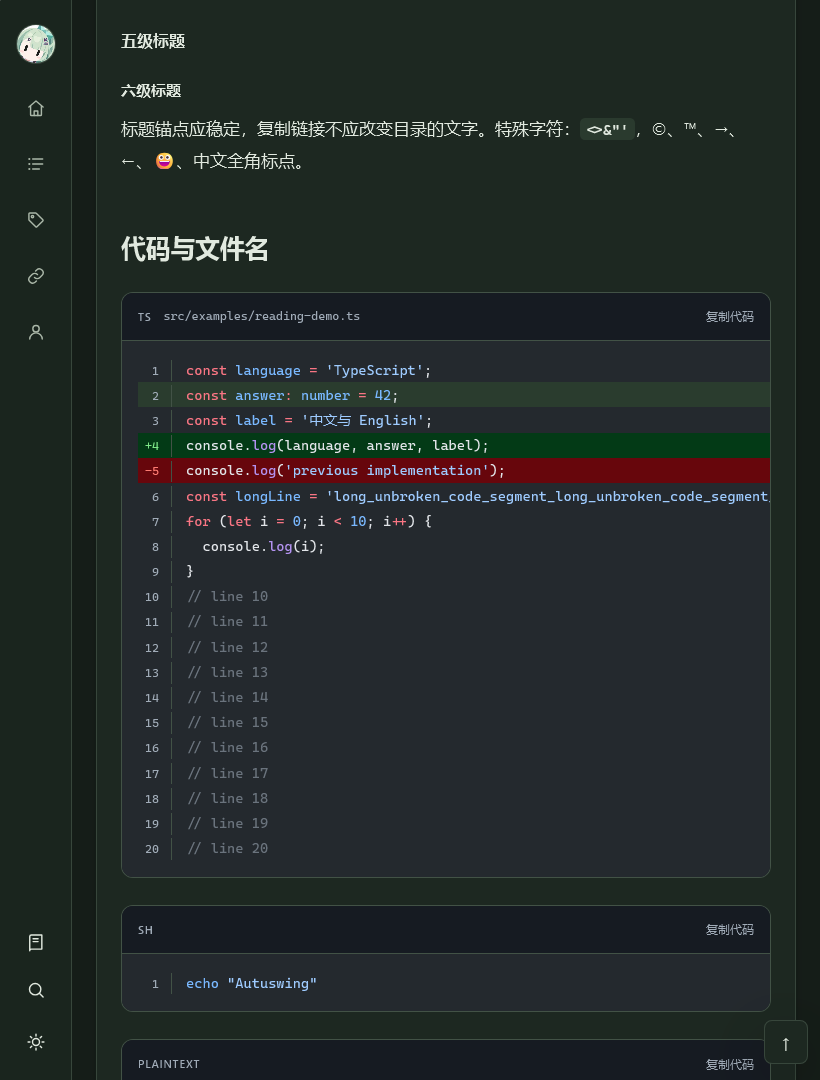 五级标题
六级标题
标题锚点应稳定，复制链接不应改变目录的文字。特殊字符：<>&"'，©、™、→、
←、😀、中文全角标点。
代码与文件名
TS src/examples/reading-demo.ts 复制代码
1 const language = 'TypeScript';
2 const answer: number = 42;
3 const label = '中文与 English';
+4 console.log(language, answer, label);
-5 console.log('previous implementation');
6 const longLine = 'long_unbroken_code_segment_long_unbroken_code_segment_
7 for (let i = 0; i < 10; i++) {
8 console.log(i);
9 }
10 // line 10
11 // line 11
12 // line 12
13 // line 13
14 // line 14
15 // line 15
16 // line 16
17 // line 17
18 // line 18
19 // line 19
20 // line 20
SH 复制代码
1 echo "Autuswing"
PLAINTEXT 复制代码
↑